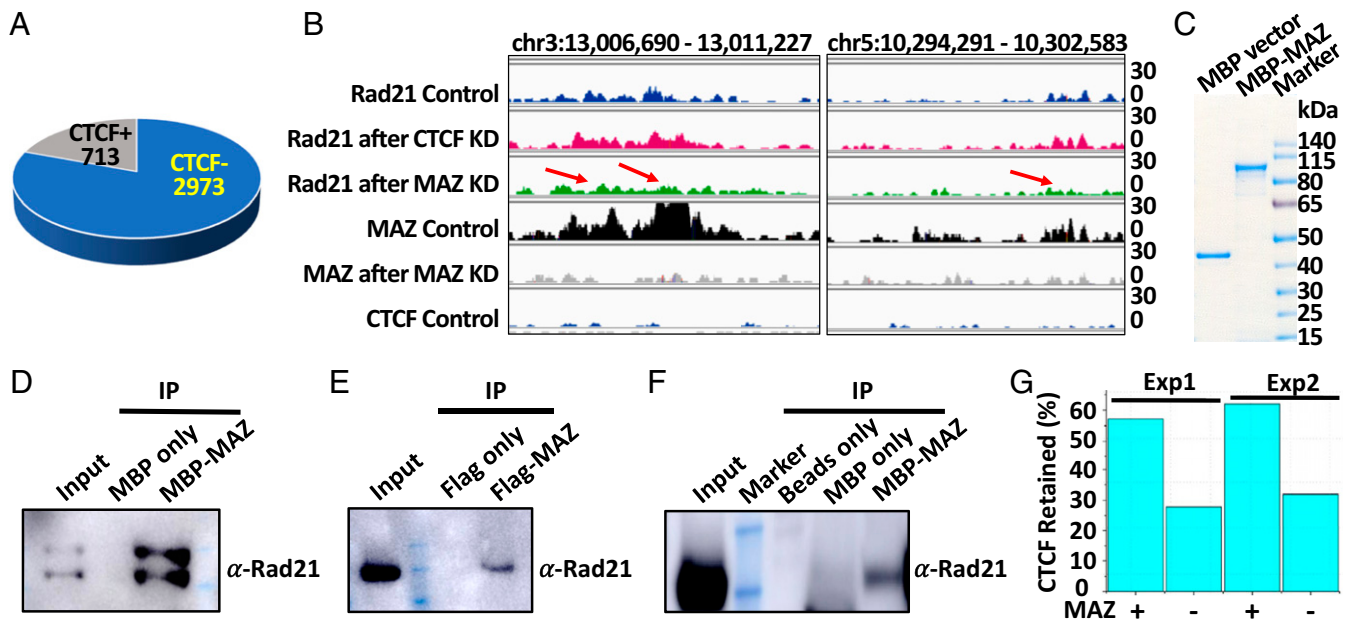 A
CTCF+
713
CTCF-
2973
B
chr3:13,006,690 - 13,011,227
chr5:10,294,291 - 10,302,583
Rad21 Control
30
0
Rad21 after CTCF KD
30
0
Rad21 after MAZ KD
30
0
MAZ Control
30
0
MAZ after MAZ KD
30
0
CTCF Control
30
0
C
MBP vector
MBP-MAZ
Marker
kDa
140
115
80
65
50
40
30
25
15
D
IP
Input
MBP only
MBP-MAZ
α-Rad21
E
IP
Input
Flag only
Flag-MAZ
α-Rad21
F
IP
Input
Marker
Beads only
MBP only
MBP-MAZ
α-Rad21
G
Exp1
Exp2
CTCF Retained (%)
60
50
40
30
20
10
0
MAZ + - + -